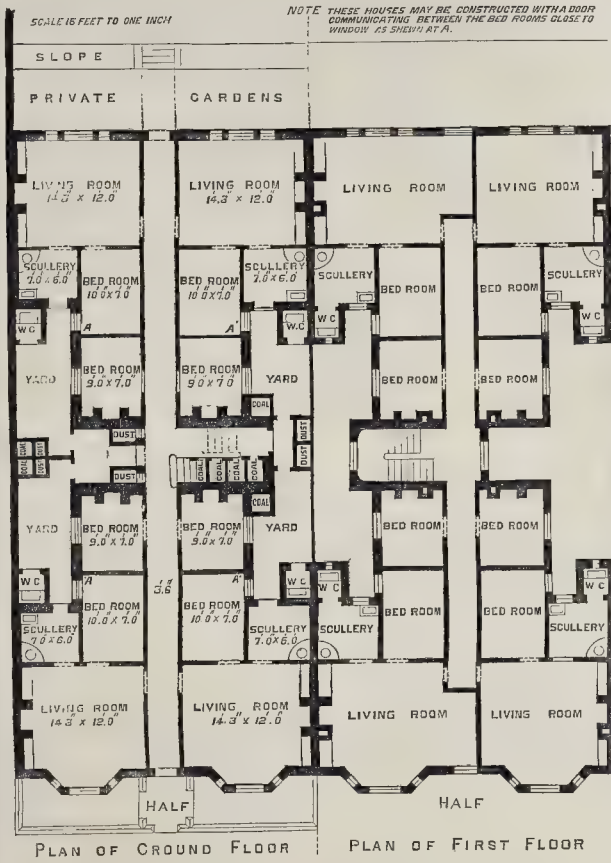 SCALE 16 FEET TO ONE INCH
NOTE THESE HOUSES MAY BE CONSTRUCTED WITH A DOOR
COMMUNICATING BETWEEN THE BED ROOMS CLOSE TO
WINDOW AS SHEWN AT A.
SLOPE
PRIVATE GARDENS
LIVING ROOM
14.3" X 12.0"
LIVING ROOM
14.3" X 12.0"
LIVING ROOM
LIVING ROOM
SCULLERY
7.0 X 6.0"
BED ROOM
10.0 X 7.0"
BED ROOM
10.0 X 7.0"
SCULLERY
7.0 X 6.0"
SCULLERY
BED ROOM
BED ROOM
SCULLERY
W.C
A
A'
W.C
W C
W C
YARD
BED ROOM
9.0 X 7.0"
BED ROOM
9.0 X 7.0"
YARD
BED ROOM
BED ROOM
COAL
DUST
DUST
COAL
DUST
COAL
DUST
DUST
DUST
COAL
COAL
COAL
COAL
COAL
YARD
BED ROOM
9.0 X 7.0"
BED ROOM
9.0 X 7.0"
YARD
BED ROOM
BED ROOM
W C
A
3.6"
A'
W C
W C
W C
SCULLERY
7.0 X 6.0"
BED ROOM
10.0 X 7.0"
BED ROOM
10.0 X 7.0"
SCULLERY
7.0 X 6.0"
SCULLERY
BED ROOM
BED ROOM
SCULLERY
LIVING ROOM
14.3" X 12.0"
LIVING ROOM
14.3" X 12.0"
LIVING ROOM
LIVING ROOM
HALF
HALF
PLAN OF GROUND FLOOR
PLAN OF FIRST FLOOR